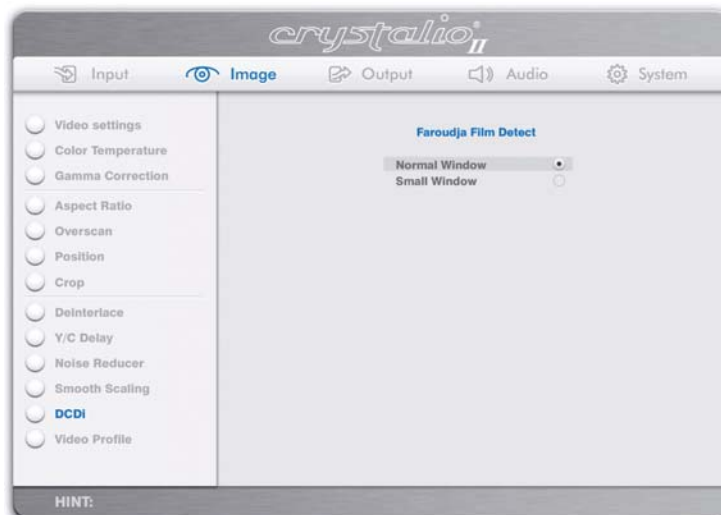 crystalio II
Input Image Output Audio System
Video settings
Color Temperature
Gamma Correction
Aspect Ratio
Overscan
Position
Crop
Deinterlace
Y/C Delay
Noise Reducer
Smooth Scaling
DCDi
Video Profile
Faroudja Film Detect
Normal Window
Small Window
HINT: